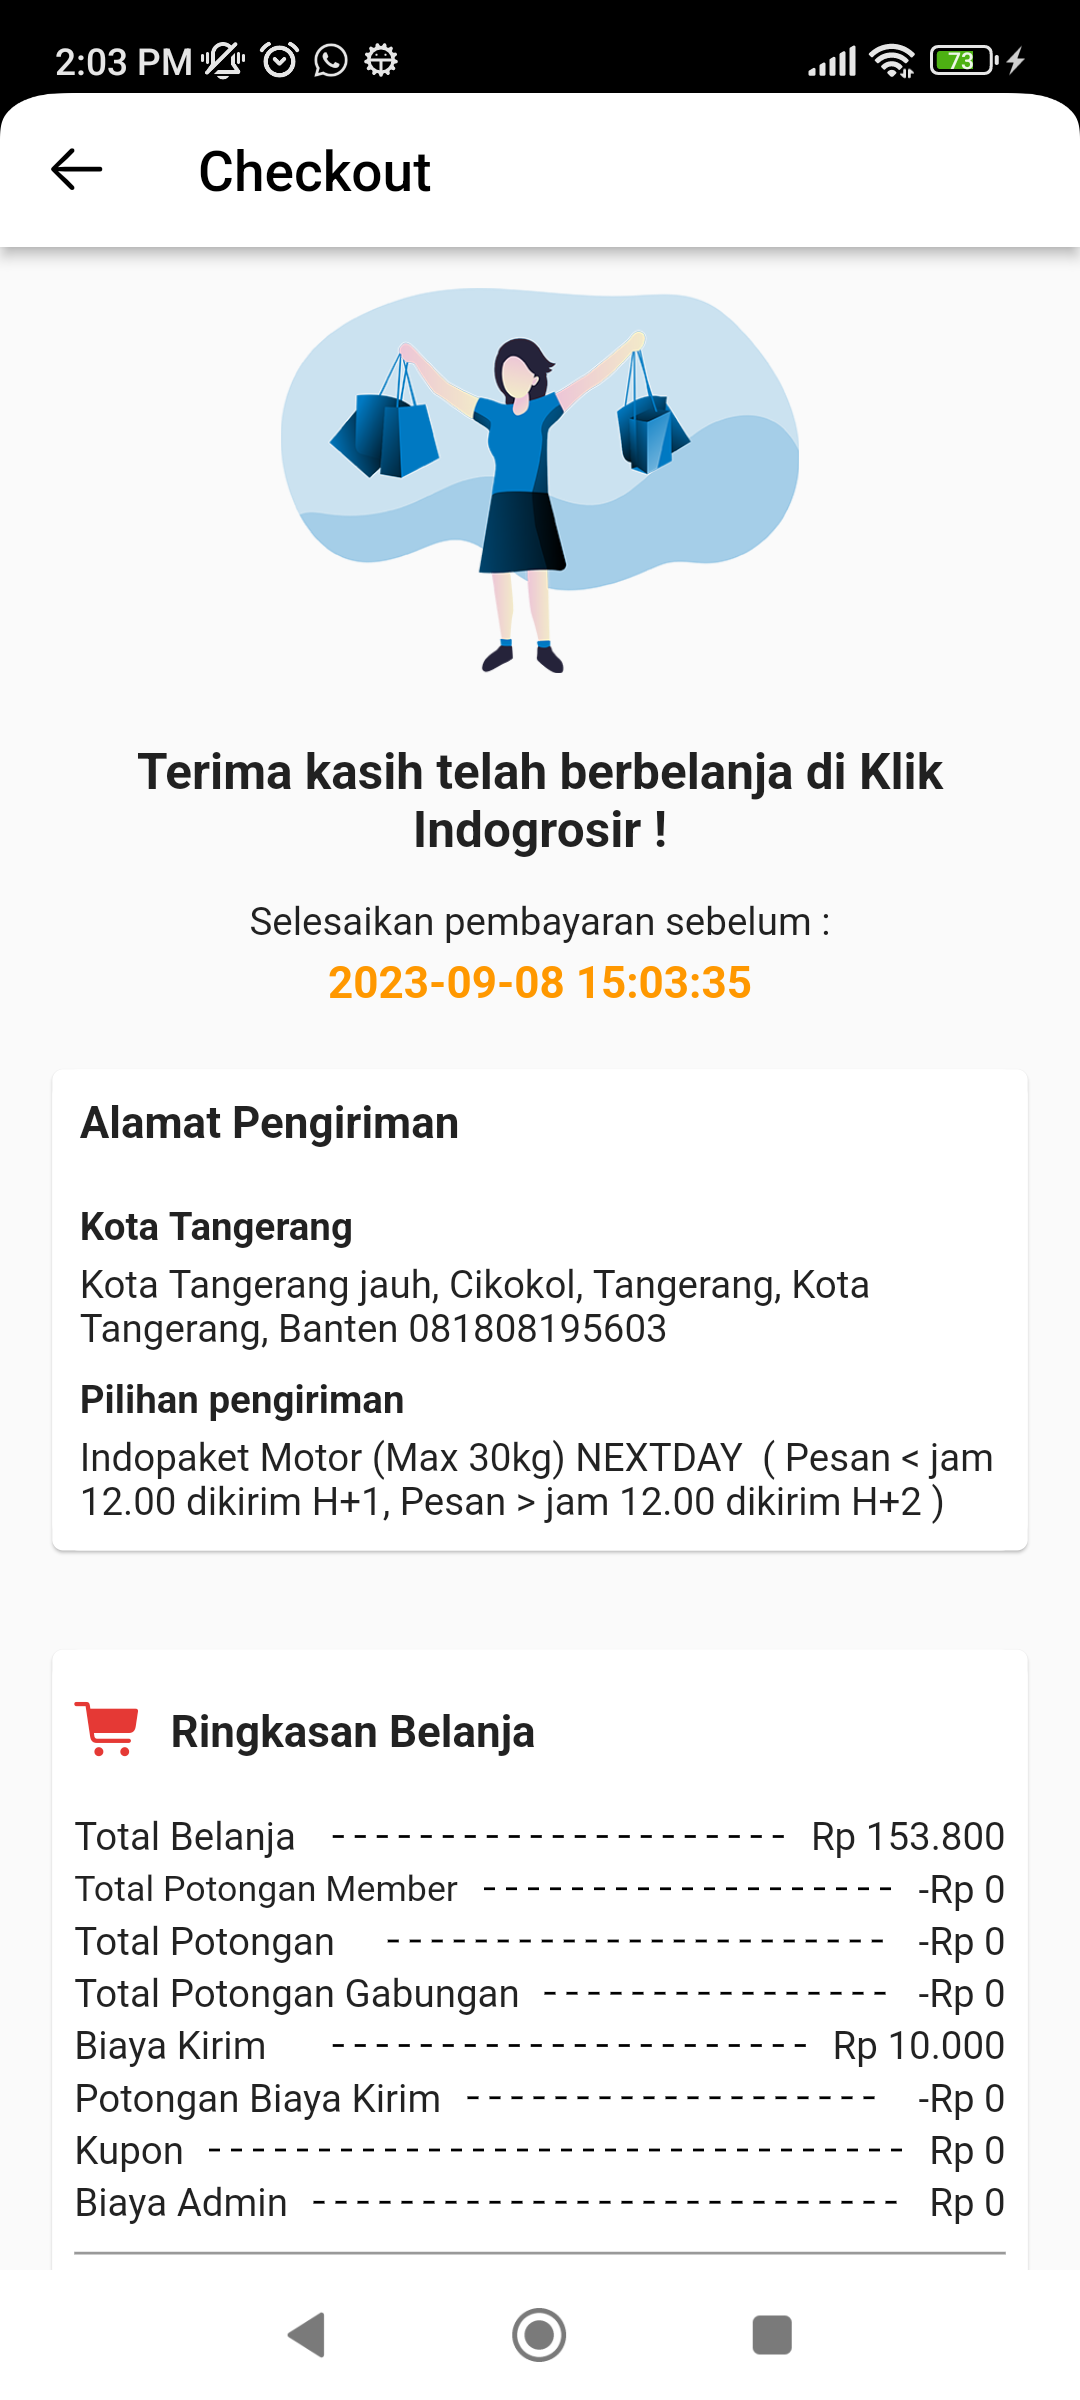 2:03 PM
73
Checkout
Terima kasih telah berbelanja di Klik
Indogrosir !
Selesaikan pembayaran sebelum :
2023-09-08 15:03:35
Alamat Pengiriman
Kota Tangerang
Kota Tangerang jauh, Cikokol, Tangerang, Kota
Tangerang, Banten 081808195603
Pilihan pengiriman
Indopaket Motor (Max 30kg) NEXTDAY  ( Pesan < jam
12.00 dikirim H+1, Pesan > jam 12.00 dikirim H+2 )
Ringkasan Belanja
Total Belanja --------------------- Rp 153.800
Total Potongan Member ------------------- -Rp 0
Total Potongan ----------------------- -Rp 0
Total Potongan Gabungan ---------------- -Rp 0
Biaya Kirim ---------------------- Rp 10.000
Potongan Biaya Kirim ------------------- -Rp 0
Kupon -------------------------------- Rp 0
Biaya Admin --------------------------- Rp 0